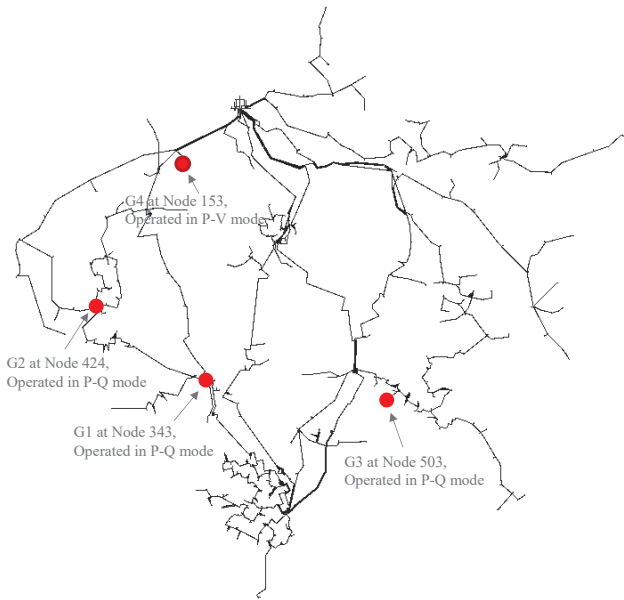 G4 at Node 153,
Operated in P-V mode
G2 at Node 424,
Operated in P-Q mode
G1 at Node 343,
Operated in P-Q mode
G3 at Node 503,
Operated in P-Q mode